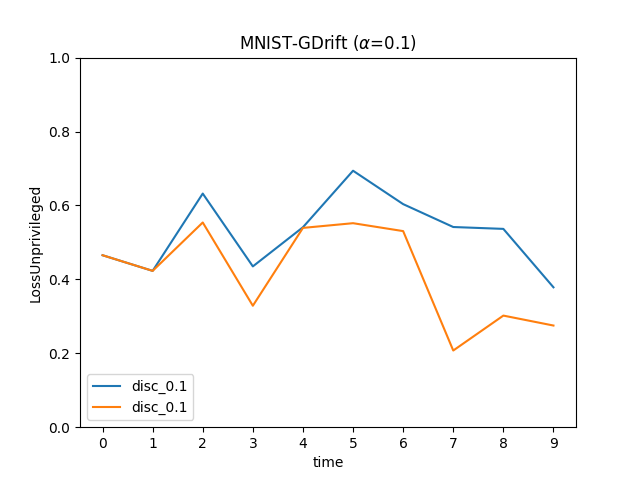 MNIST-GDrift (α=0.1)
1.0
0.8
0.6
0.4
0.2
0.0
LossUnprivileged
disc_0.1
disc_0.1
0 1 2 3 4 5 6 7 8 9
time